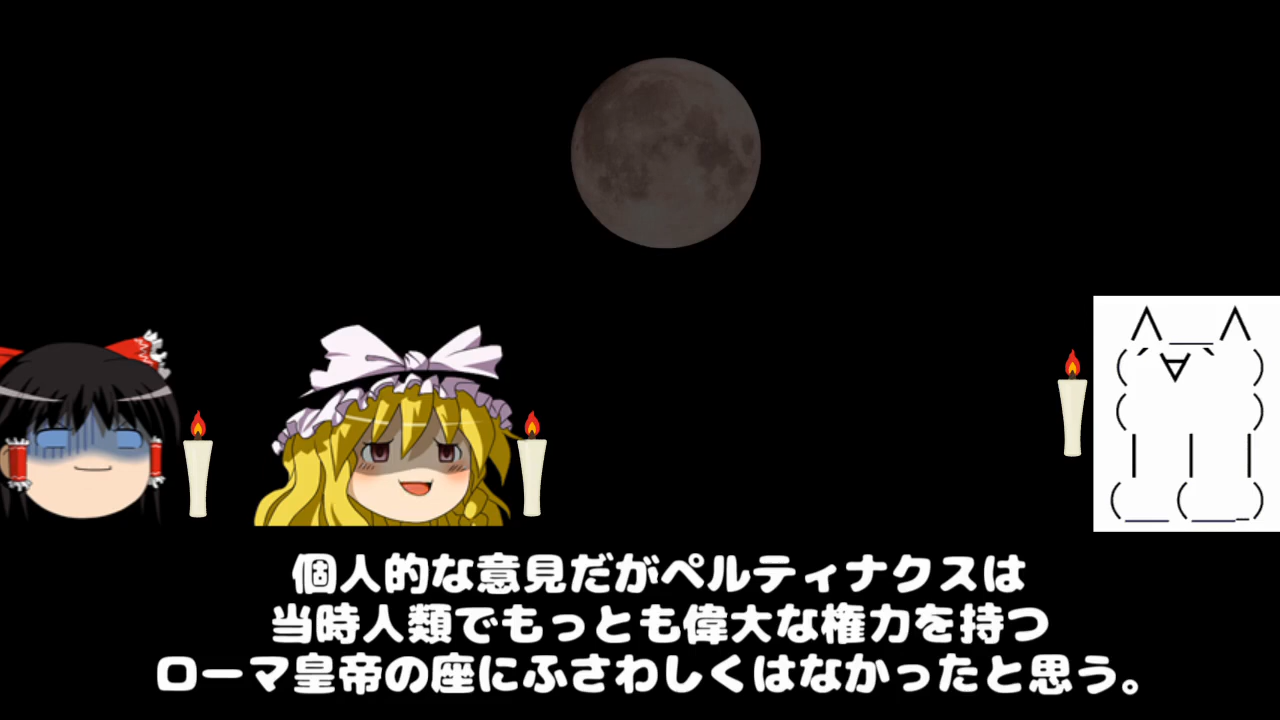 個人的な意見だがペルティナクスは
当時人類でもっとも偉大な権力を持つ
ローマ皇帝の座にふさわしくはなかったと思う。